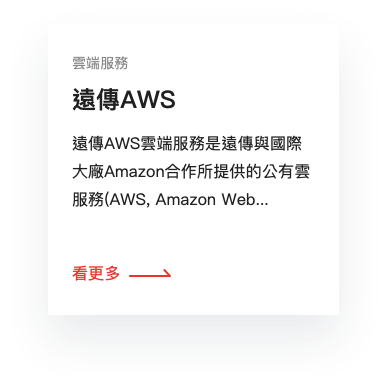 雲端服務
遠傳AWS
遠傳AWS雲端服務是遠傳與國際
大廠Amazon合作所提供的公有雲
服務(AWS, Amazon Web...
看更多